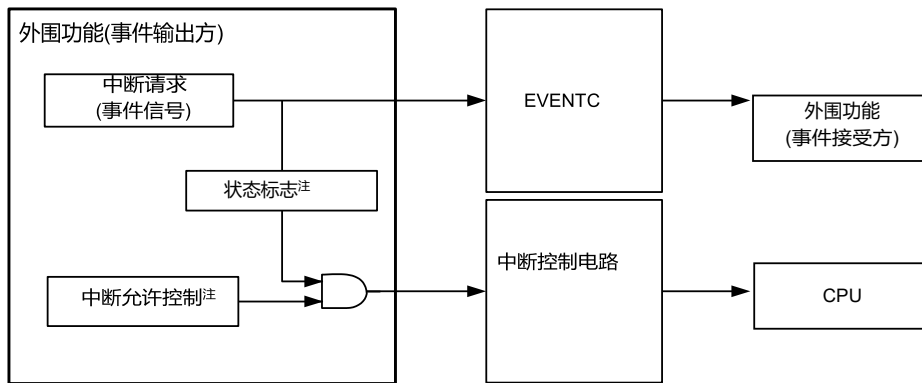 外围功能(事件输出方)
中断请求
(事件信号)
EVENTC
外围功能
(事件接受方)
状态标志注
中断控制电路
中断允许控制注
CPU